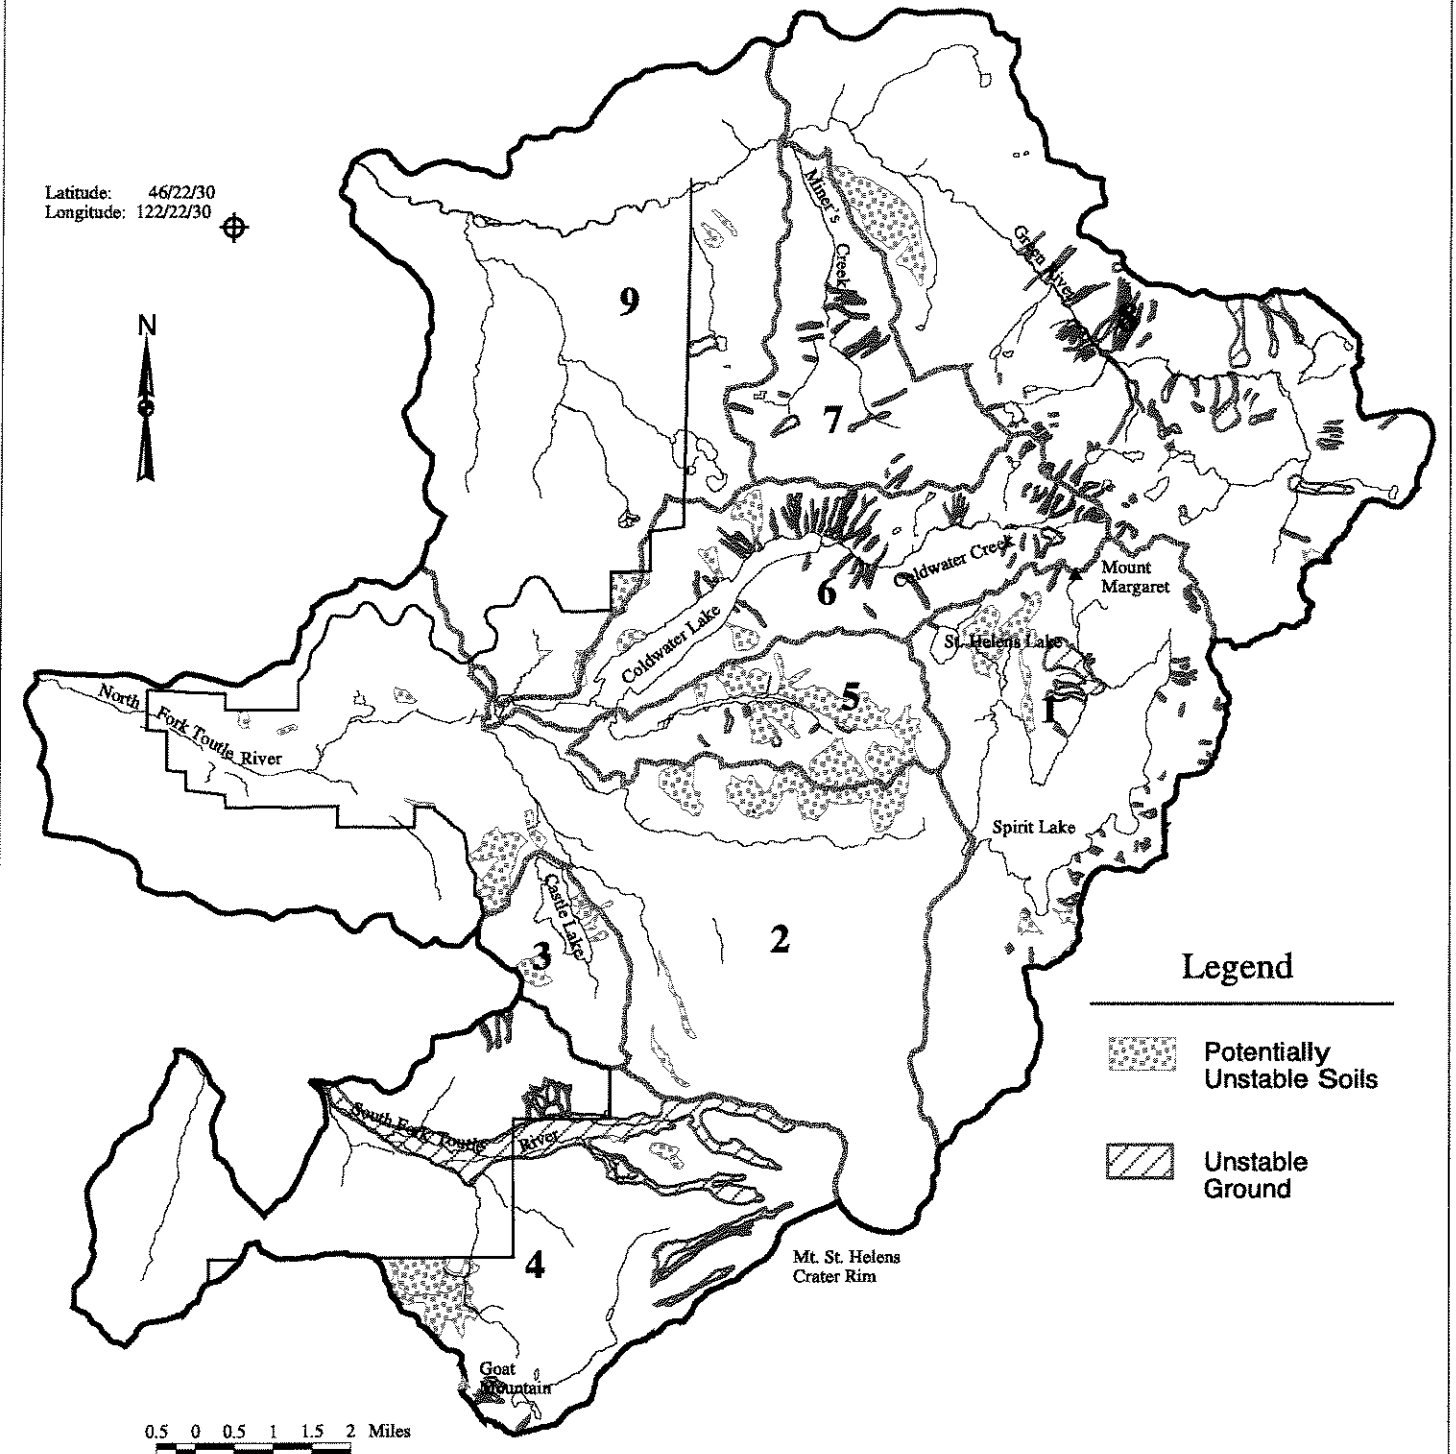 Latitude: 46/22/30
Longitude: 122/22/30
N
Miner's
Creek
Green River
9
8
7
6
Coldwater Creek
Mount
Margaret
St. Helens Lake
Coldwater Lake
5
1
North
Fork Toutle River
Spirit Lake
Castle Lake
3
2
Legend
Potentially
Unstable Soils
Unstable
Ground
South Fork Toutle
River
4
Mt. St. Helens
Crater Rim
Goat
Mountain
0.5 0 0.5 1 1.5 2 Miles